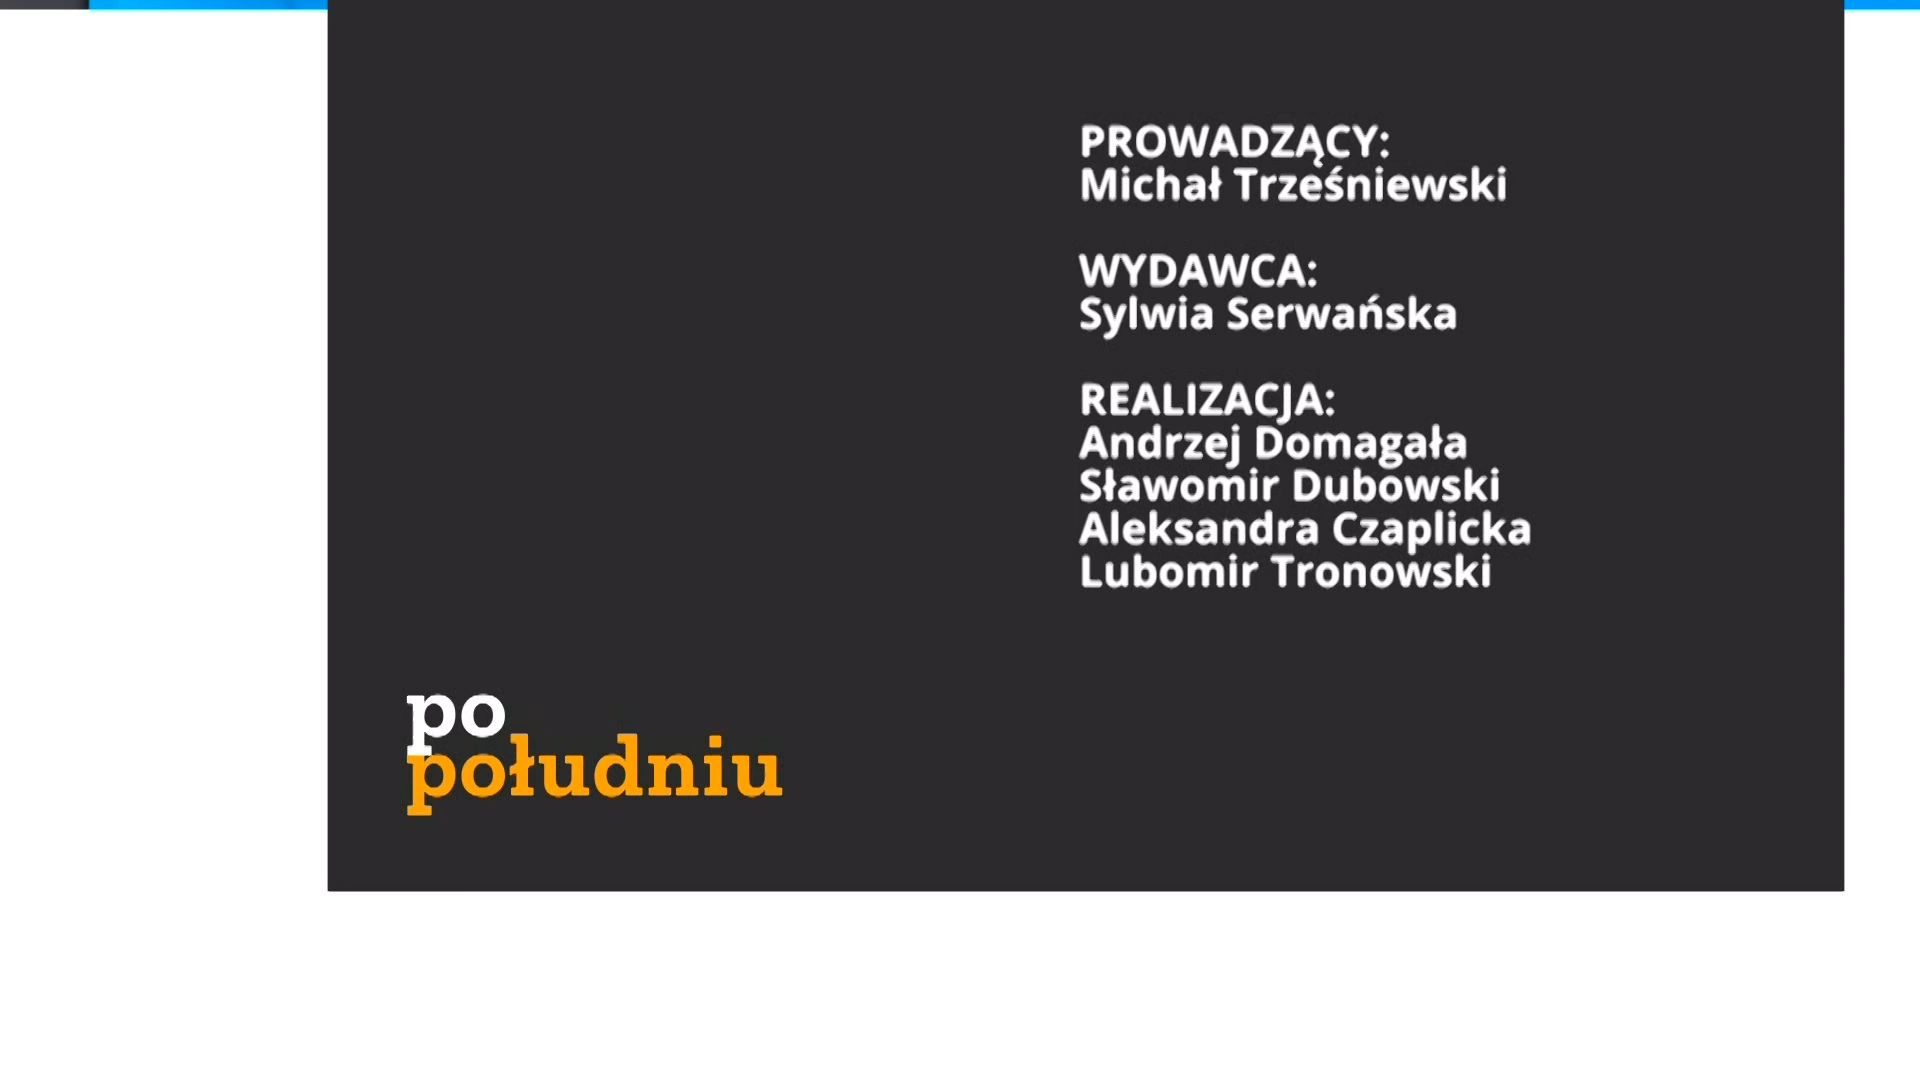 PROWADZĄCY:
Michał Trześniewski
WYDAWCA:
Sylwia Serwańska
REALIZACJA:
Andrzej Domagała
Sławomir Dubowski
Aleksandra Czaplicka
Lubomir Tronowski
po
południu